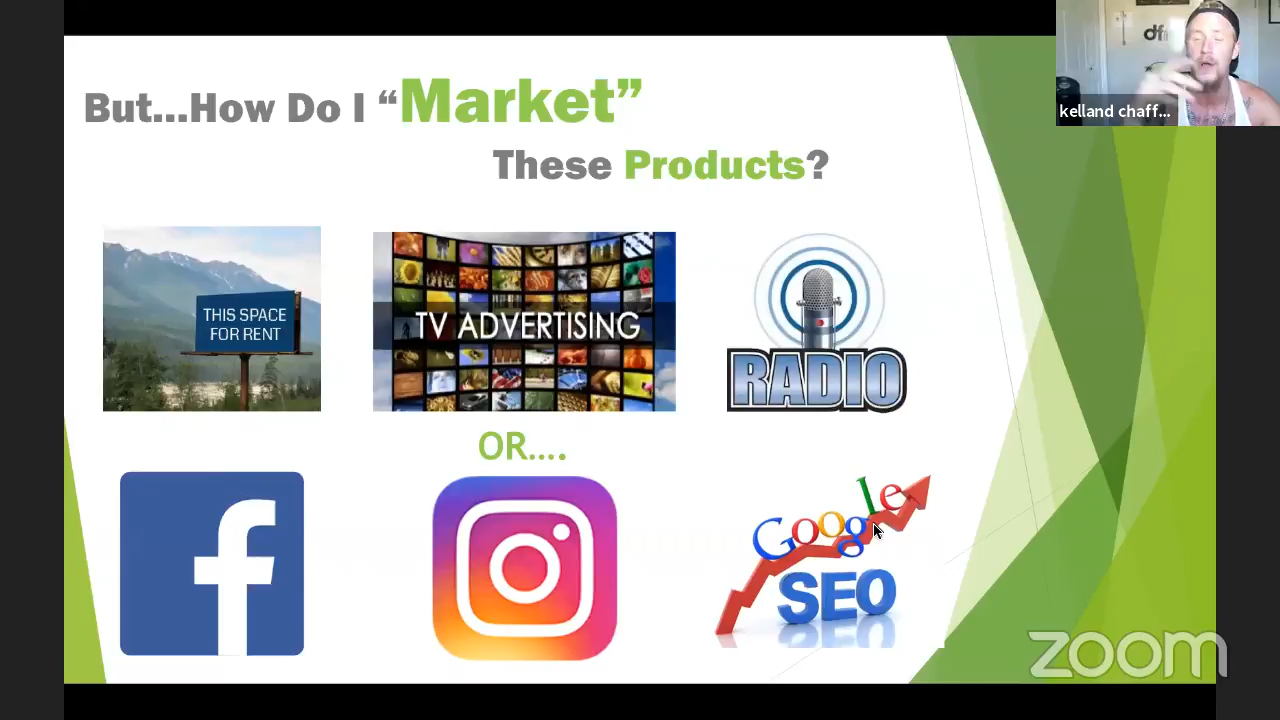 But...How Do I “Market”
These Products?
THIS SPACE
FOR RENT
TV ADVERTISING
RADIO
OR....
f
Google
SEO
df
kelland chaff...
zoom